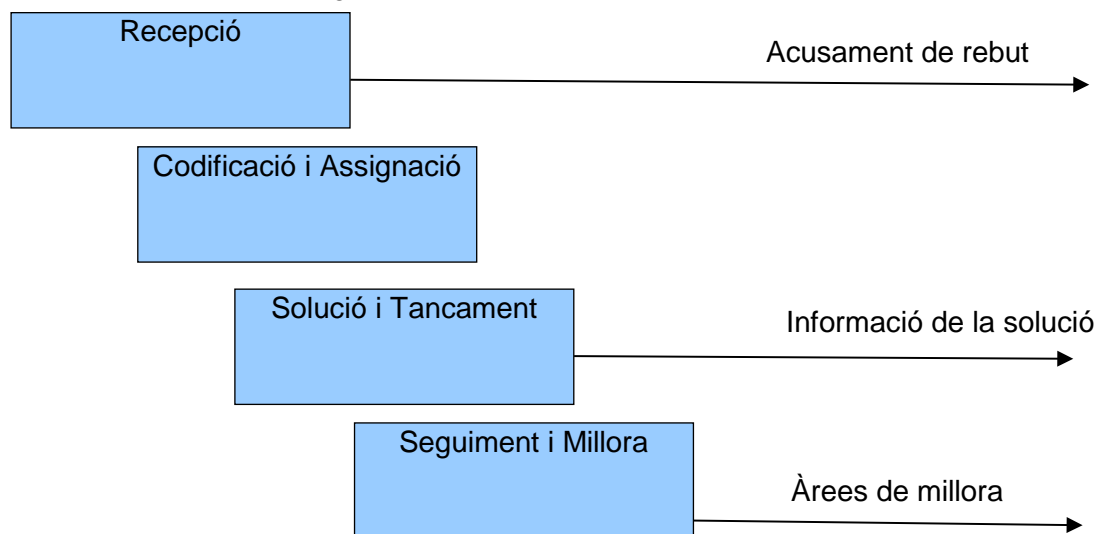 Recepció
Acusament de rebut
Codificació i Assignació
Solució i Tancament
Informació de la solució
Seguiment i Millora
Àrees de millora